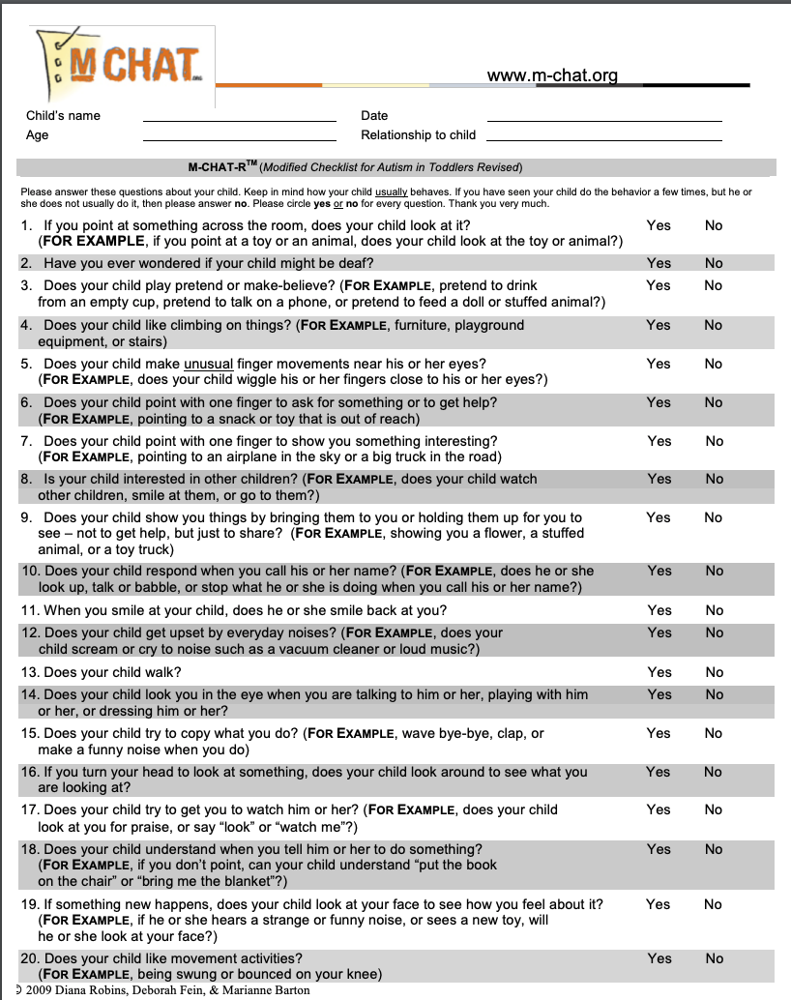 M CHAT.ORG
www.m-chat.org
Child's name Date
Age Relationship to child
M-CHAT-R™ (Modified Checklist for Autism in Toddlers Revised)
Please answer these questions about your child. Keep in mind how your child usually behaves. If you have seen your child do the behavior a few times, but he or
she does not usually do it, then please answer no. Please circle yes or no for every question. Thank you very much.
1. If you point at something across the room, does your child look at it? Yes No
(FOR EXAMPLE, if you point at a toy or an animal, does your child look at the toy or animal?)
2. Have you ever wondered if your child might be deaf? Yes No
3. Does your child play pretend or make-believe? (FOR EXAMPLE, pretend to drink Yes No
from an empty cup, pretend to talk on a phone, or pretend to feed a doll or stuffed animal?)
4. Does your child like climbing on things? (FOR EXAMPLE, furniture, playground Yes No
equipment, or stairs)
5. Does your child make unusual finger movements near his or her eyes? Yes No
(FOR EXAMPLE, does your child wiggle his or her fingers close to his or her eyes?)
6. Does your child point with one finger to ask for something or to get help? Yes No
(FOR EXAMPLE, pointing to a snack or toy that is out of reach)
7. Does your child point with one finger to show you something interesting? Yes No
(FOR EXAMPLE, pointing to an airplane in the sky or a big truck in the road)
8. Is your child interested in other children? (FOR EXAMPLE, does your child watch Yes No
other children, smile at them, or go to them?)
9. Does your child show you things by bringing them to you or holding them up for you to Yes No
see – not to get help, but just to share? (FOR EXAMPLE, showing you a flower, a stuffed
animal, or a toy truck)
10. Does your child respond when you call his or her name? (FOR EXAMPLE, does he or she Yes No
look up, talk or babble, or stop what he or she is doing when you call his or her name?)
11. When you smile at your child, does he or she smile back at you? Yes No
12. Does your child get upset by everyday noises? (FOR EXAMPLE, does your Yes No
child scream or cry to noise such as a vacuum cleaner or loud music?)
13. Does your child walk? Yes No
14. Does your child look you in the eye when you are talking to him or her, playing with him Yes No
or her, or dressing him or her?
15. Does your child try to copy what you do? (FOR EXAMPLE, wave bye-bye, clap, or Yes No
make a funny noise when you do)
16. If you turn your head to look at something, does your child look around to see what you Yes No
are looking at?
17. Does your child try to get you to watch him or her? (FOR EXAMPLE, does your child Yes No
look at you for praise, or say “look” or “watch me”?)
18. Does your child understand when you tell him or her to do something? Yes No
(FOR EXAMPLE, if you don’t point, can your child understand “put the book
on the chair” or “bring me the blanket”?)
19. If something new happens, does your child look at your face to see how you feel about it? Yes No
(FOR EXAMPLE, if he or she hears a strange or funny noise, or sees a new toy, will
he or she look at your face?)
20. Does your child like movement activities? Yes No
(FOR EXAMPLE, being swung or bounced on your knee)
© 2009 Diana Robins, Deborah Fein, & Marianne Barton